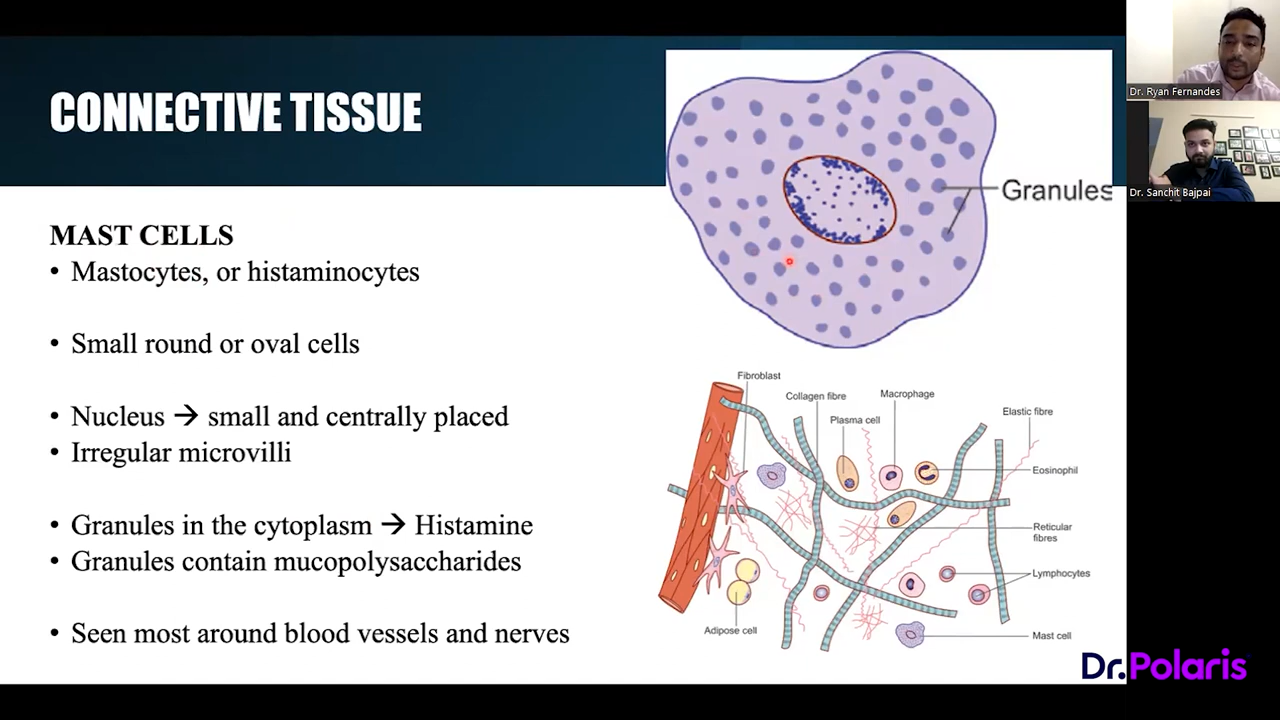 CONNECTIVE TISSUE
MAST CELLS
• Mastocytes, or histaminocytes
• Small round or oval cells
• Nucleus → small and centrally placed
• Irregular microvilli
• Granules in the cytoplasm → Histamine
• Granules contain mucopolysaccharides
• Seen most around blood vessels and nerves
Granules
Fibroblast
Collagen fibre
Macrophage
Plasma cell
Elastic fibre
Eosinophil
Reticular
fibres
Lymphocytes
Adipose cell
Mast cell
Dr. Ryan Fernandes
Dr. Sanchit Bajpai
Dr.Polaris